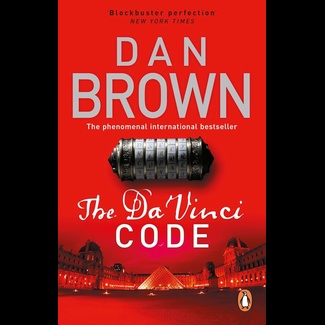 Blockbuster perfection
NEW YORK TIMES
DAN
BROWN
The phenomenal international bestseller
The Da Vinci
CODE